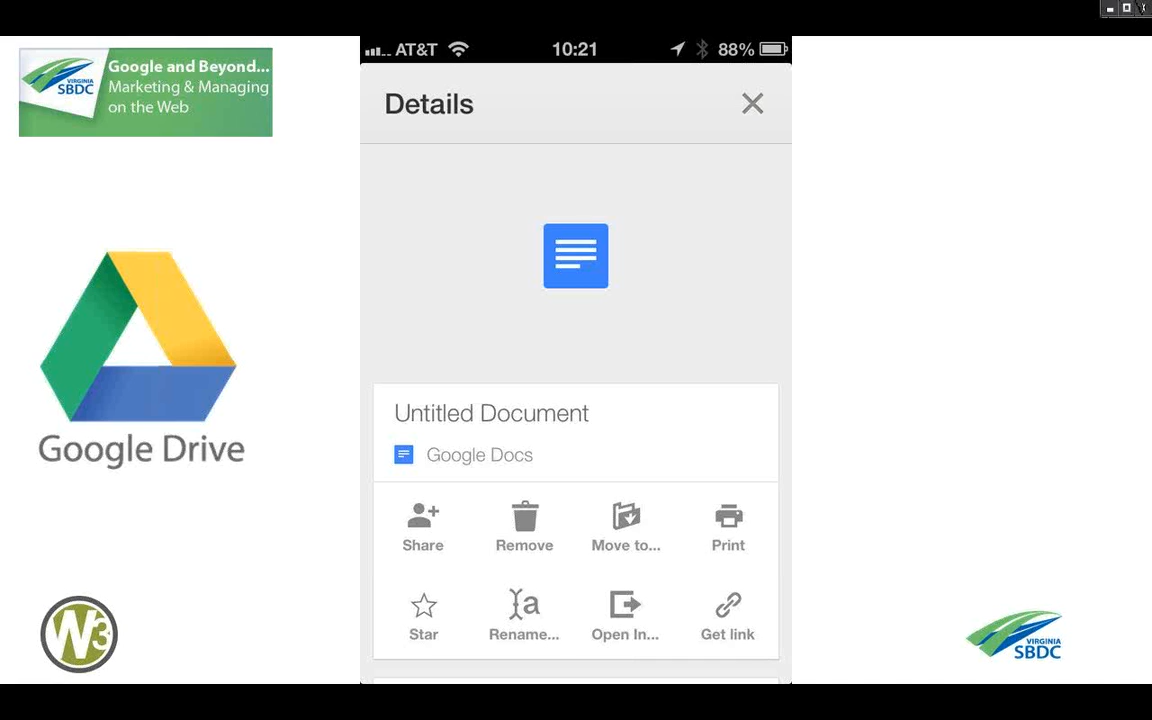 Google and Beyond...
Marketing & Managing
on the Web
VIRGINIA
SBDC
AT&T
10:21
88%
Details
Google Drive
Untitled Document
Google Docs
Share
Remove
Move to...
Print
Star
Rename...
Open In...
Get link
W3
VIRGINIA
SBDC